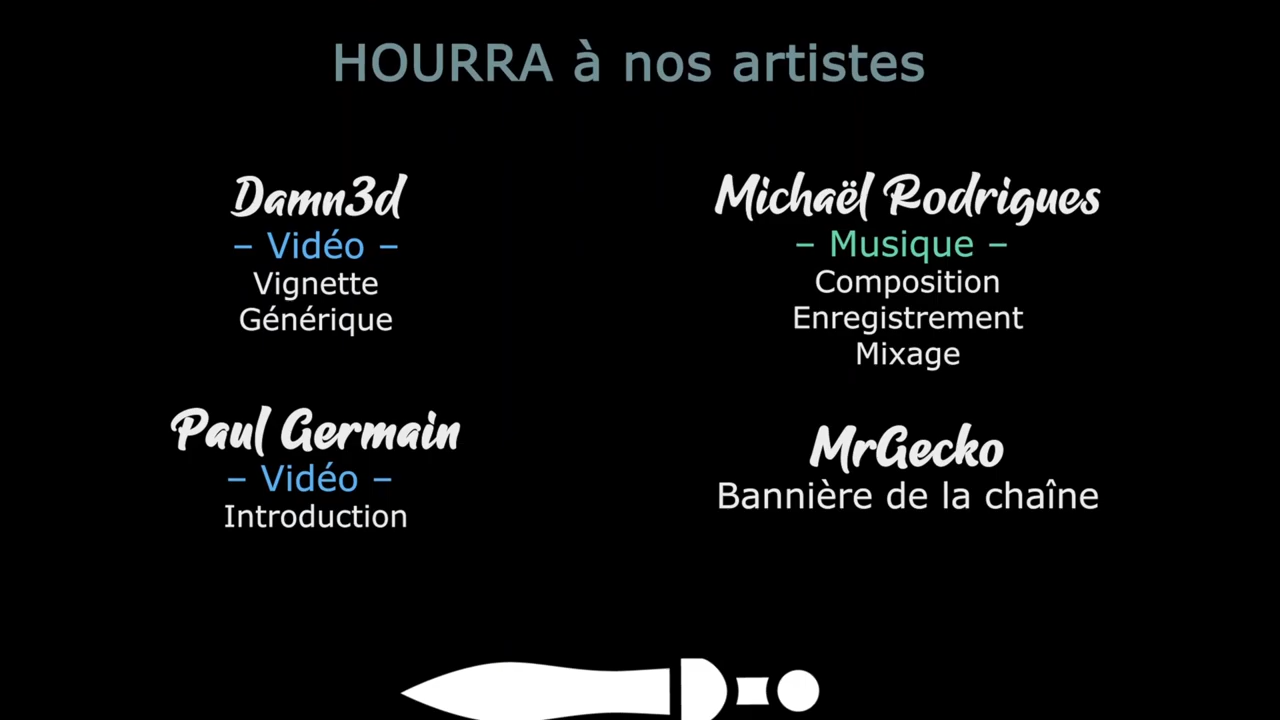 HOURRA à nos artistes
Damn3d
– Vidéo –
Vignette
Générique
Michaël Rodrigues
– Musique –
Composition
Enregistrement
Mixage
Paul Germain
– Vidéo –
Introduction
MrGecko
Bannière de la chaîne